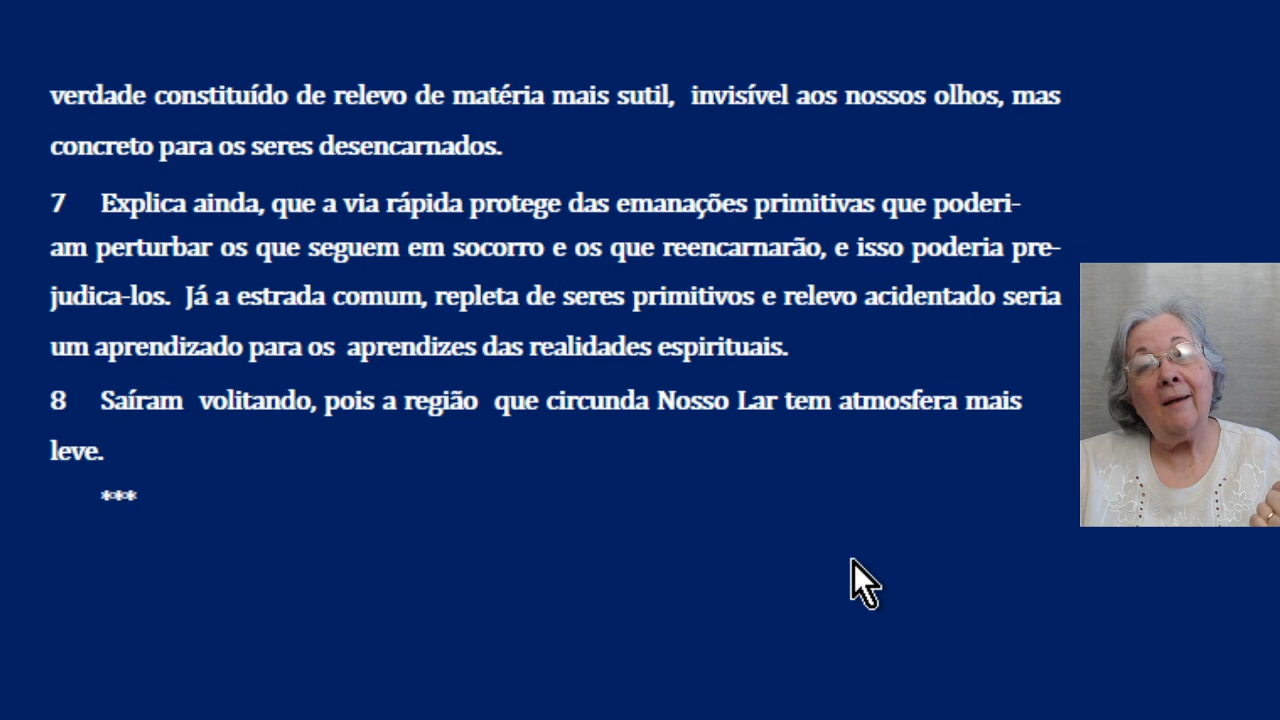 verdade constituído de relevo de matéria mais sutil, invisível aos nossos olhos, mas
concreto para os seres desencarnados.
7 Explica ainda, que a via rápida protege das emanações primitivas que poderi-
am perturbar os que seguem em socorro e os que reencarnarão, e isso poderia pre-
judica-los. Já a estrada comum, repleta de seres primitivos e relevo acidentado seria
um aprendizado para os aprendizes das realidades espirituais.
8 Saíram volitando, pois a região que circunda Nosso Lar tem atmosfera mais
leve.
***